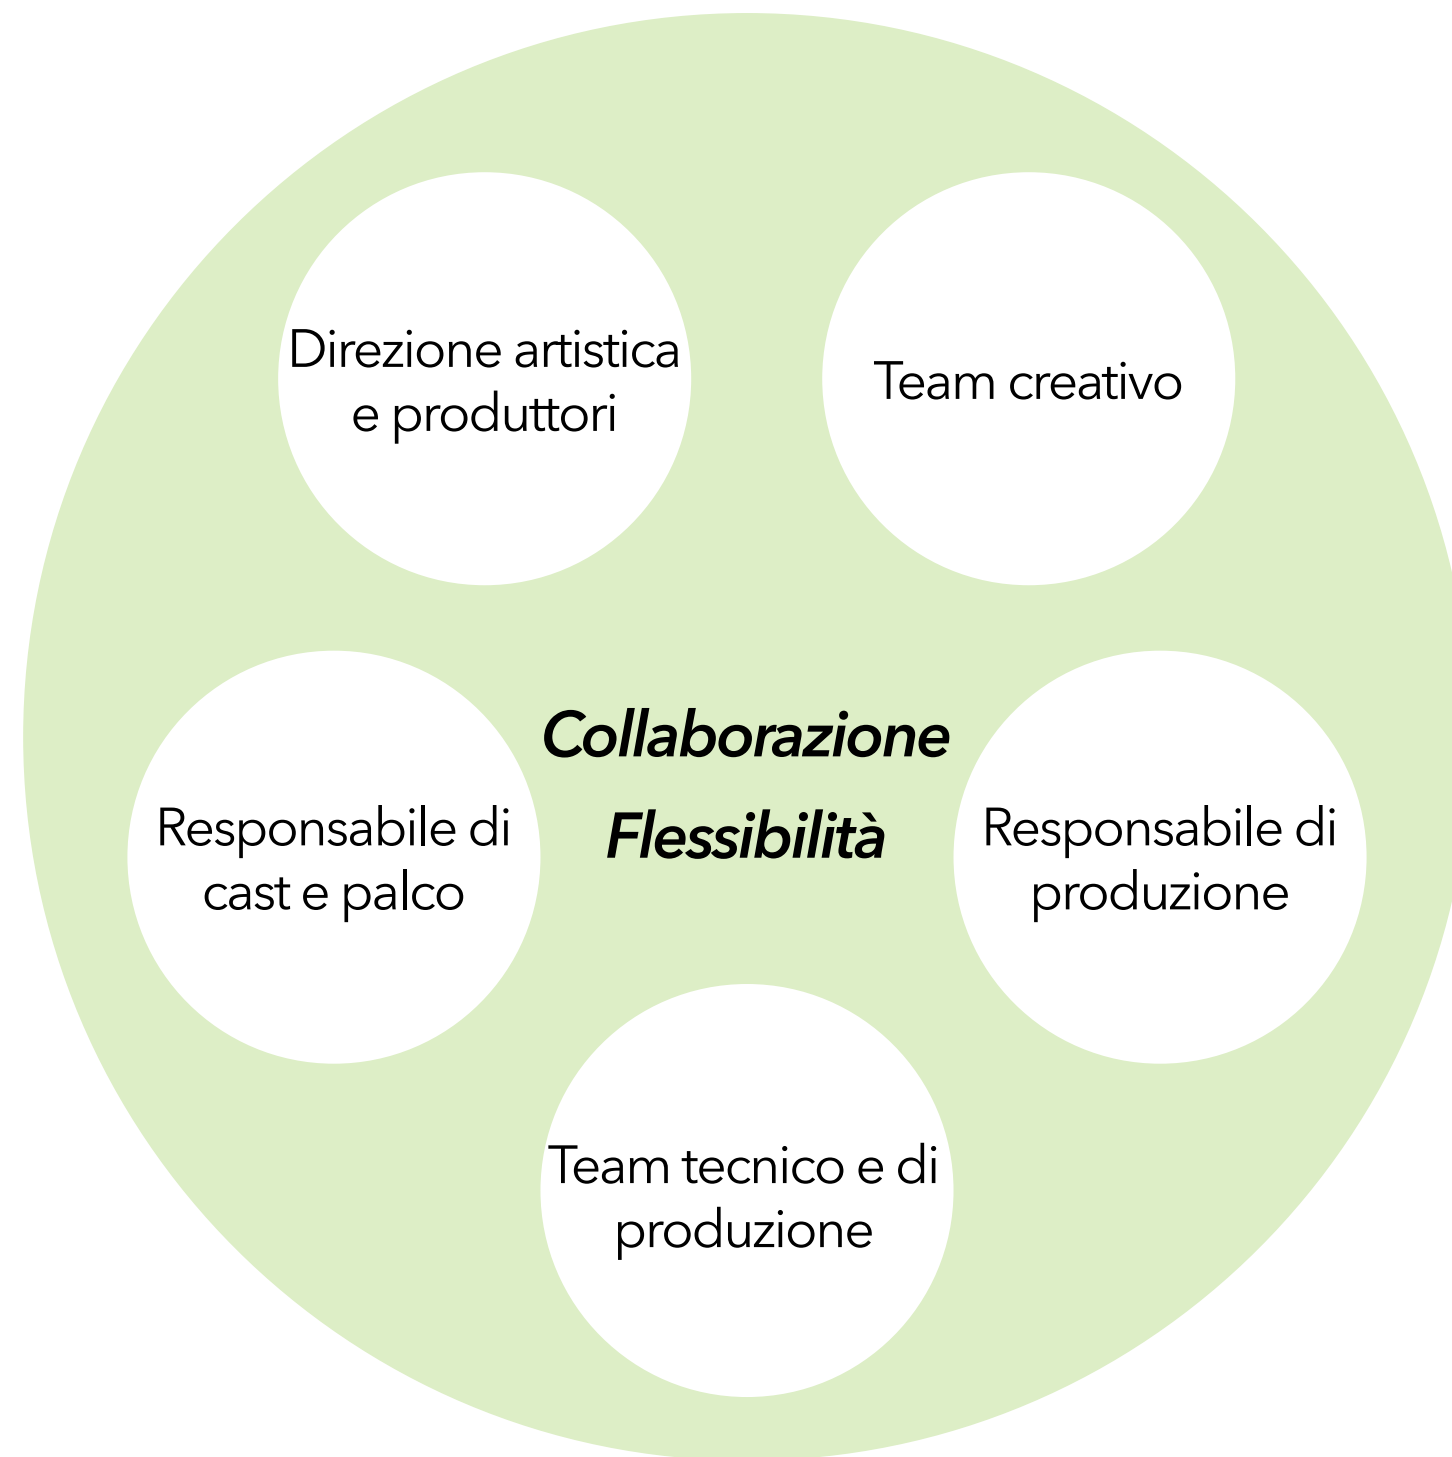 Direzione artistica
e produttori
Team creativo
Collaborazione
Flessibilità
Responsabile di
cast e palco
Responsabile di
produzione
Team tecnico e di
produzione